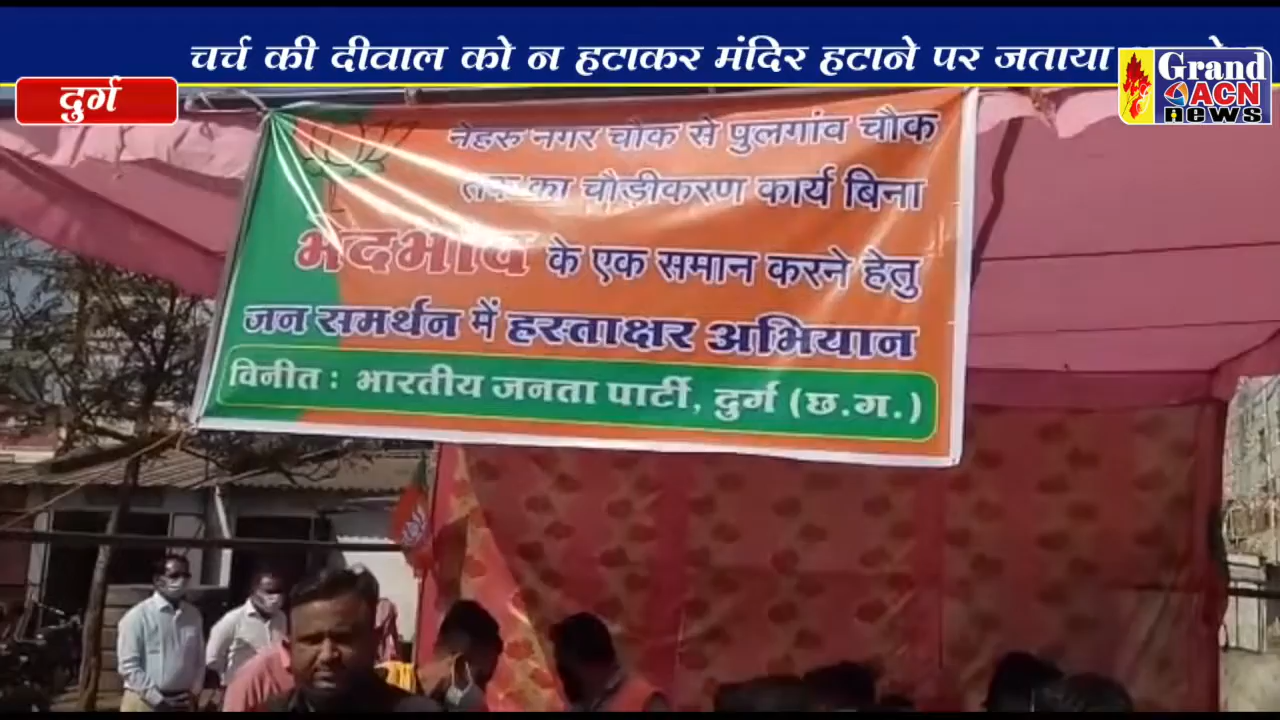 चर्च की दीवाल को न हटाकर मंदिर हटाने पर जताया
दुर्ग
Grand
ACN
news
नेहरू नगर चौक से पुलगांव चौक
तक का चौड़ीकरण कार्य बिना
भेदभाव के एक समान करने हेतु
जन समर्थन में हस्ताक्षर अभियान
विनीत : भारतीय जनता पार्टी, दुर्ग (छ.ग.)